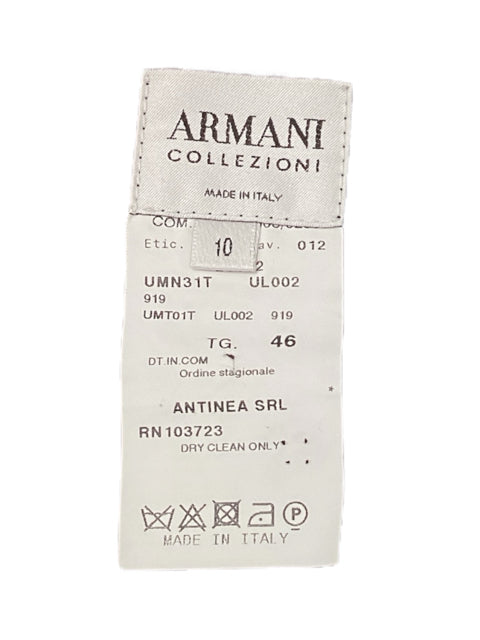 ARMANI
COLLEZIONI
MADE IN ITALY
COM.
Etic. 10 av. 012
2
UMN31T UL002
919
UMT01T UL002 919
TG. 46
DT.IN.COM
Ordine stagionale
ANTINEA SRL
RN103723
DRY CLEAN ONLY
P
MADE IN ITALY